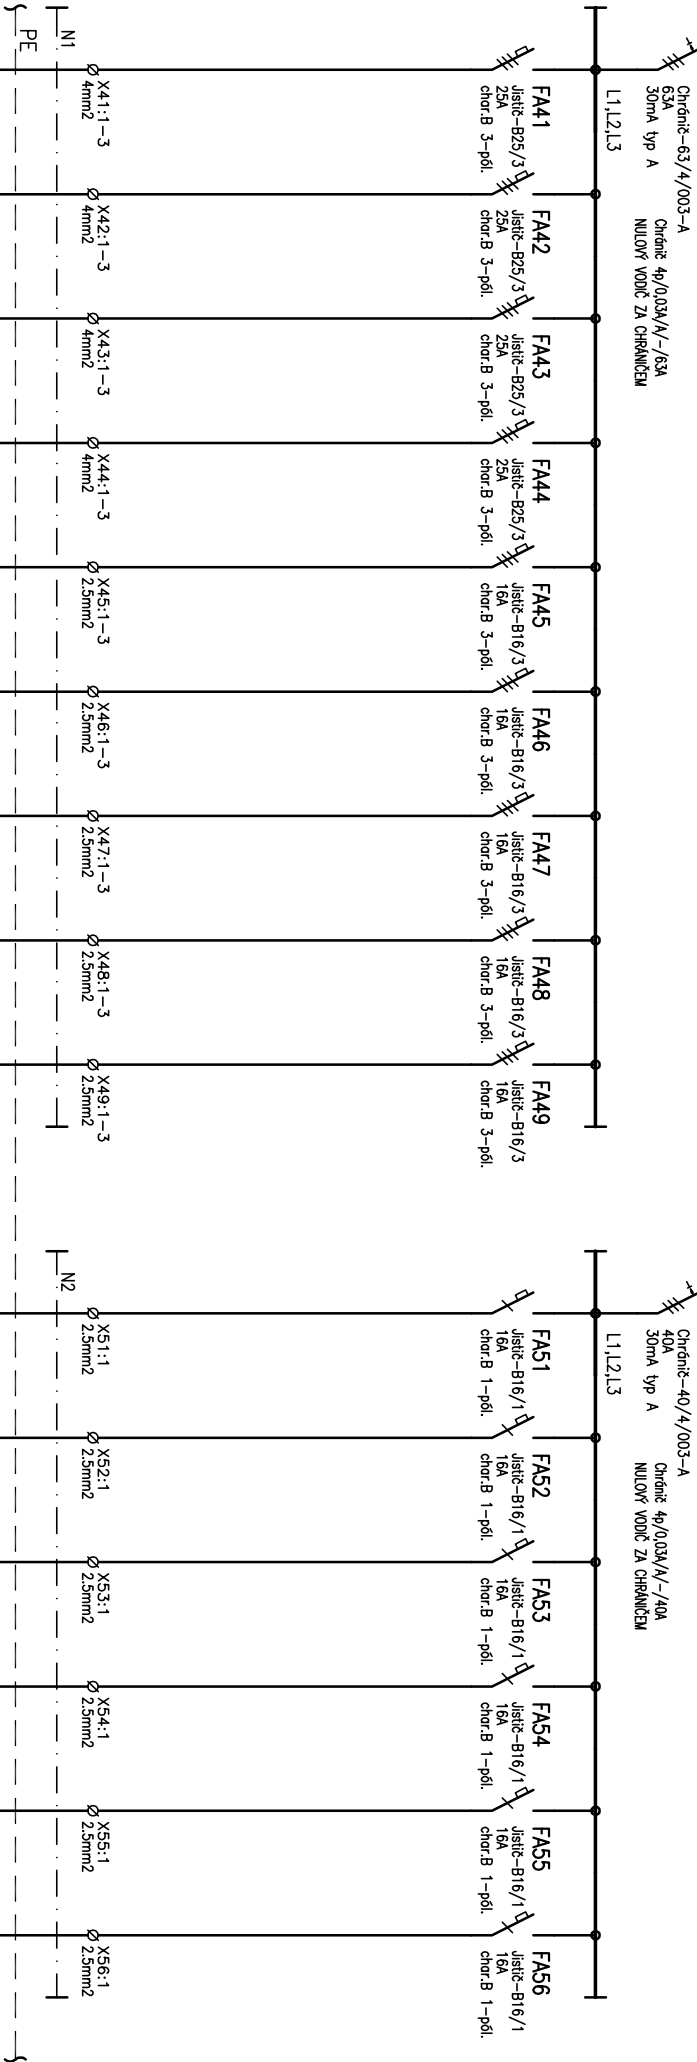 Chránič-63/4/003-A
63A
30mA typ A
Chránič 4p/0,03A/A/-/63A
NULOVÝ VODIČ ZA CHRÁNIČEM
L1,L2,L3
FA41
Jistič-B25/3
25A
char.B 3-pól.
FA42
Jistič-B25/3
25A
char.B 3-pól.
FA43
Jistič-B25/3
25A
char.B 3-pól.
FA44
Jistič-B25/3
25A
char.B 3-pól.
FA45
Jistič-B16/3
16A
char.B 3-pól.
FA46
Jistič-B16/3
16A
char.B 3-pól.
FA47
Jistič-B16/3
16A
char.B 3-pól.
FA48
Jistič-B16/3
16A
char.B 3-pól.
FA49
Jistič-B16/3
16A
char.B 3-pól.
X41:1-3
4mm2
X42:1-3
4mm2
X43:1-3
4mm2
X44:1-3
4mm2
X45:1-3
2.5mm2
X46:1-3
2.5mm2
X47:1-3
2.5mm2
X48:1-3
2.5mm2
X49:1-3
2.5mm2
N1
PE
Chránič-40/4/003-A
40A
30mA typ A
Chránič 4p/0,03A/A/-/40A
NULOVÝ VODIČ ZA CHRÁNIČEM
L1,L2,L3
FA51
Jistič-B16/1
16A
char.B 1-pól.
FA52
Jistič-B16/1
16A
char.B 1-pól.
FA53
Jistič-B16/1
16A
char.B 1-pól.
FA54
Jistič-B16/1
16A
char.B 1-pól.
FA55
Jistič-B16/1
16A
char.B 1-pól.
FA56
Jistič-B16/1
16A
char.B 1-pól.
X51:1
2.5mm2
X52:1
2.5mm2
X53:1
2.5mm2
X54:1
2.5mm2
X55:1
2.5mm2
X56:1
2.5mm2
N2